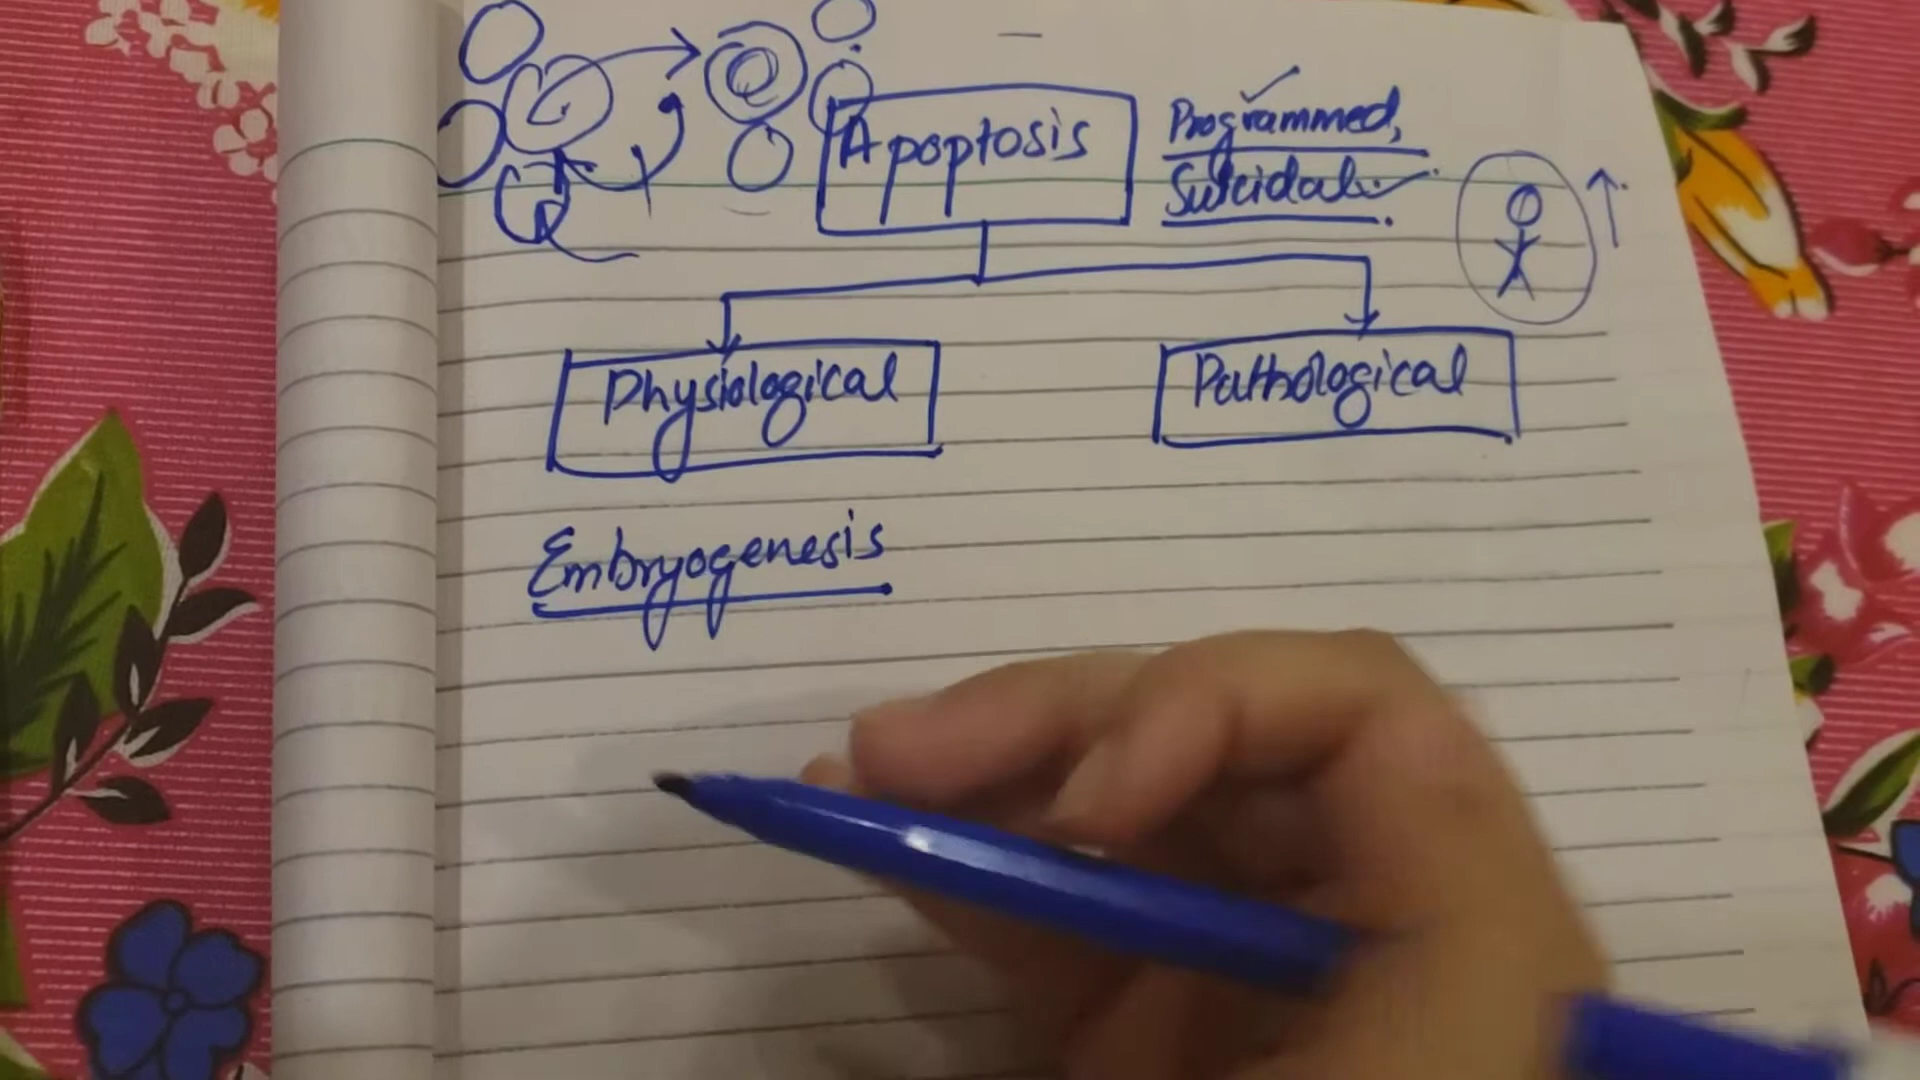 Apoptosis
Programmed,
Suicidal
Physiological
Pathological
Embryogenesis